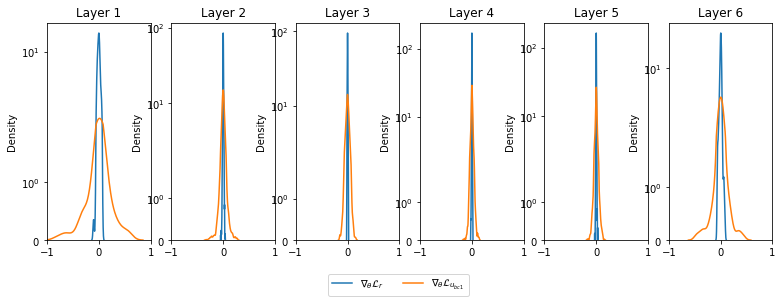 Layer 1 Layer 2 Layer 3 Layer 4 Layer 5 Layer 6
Density 10¹ 10⁰ 0 −1 0 1
Density 10² 10¹ 10⁰ 0 −1 0 1
Density 10² 10¹ 10⁰ 0 −1 0 1
Density 10² 10¹ 10⁰ 0 −1 0 1
Density 10² 10¹ 10⁰ 0 −1 0 1
Density 10¹ 10⁰ 0 −1 0 1
∇θℒr ∇θℒu_bc1